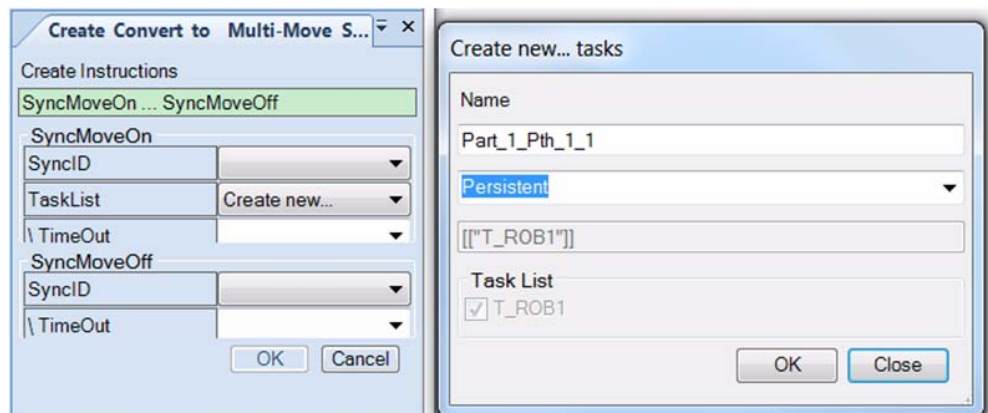 Create Convert to Multi-Move S...
Create Instructions
SyncMoveOn ... SyncMoveOff
SyncMoveOn
SyncID
TaskList Create new...
\ TimeOut
SyncMoveOff
SyncID
\ TimeOut
OK Cancel
Create new... tasks
Name
Part_1_Pth_1_1
Persistent
[["T_ROB1"]]
Task List
T_ROB1
OK Close